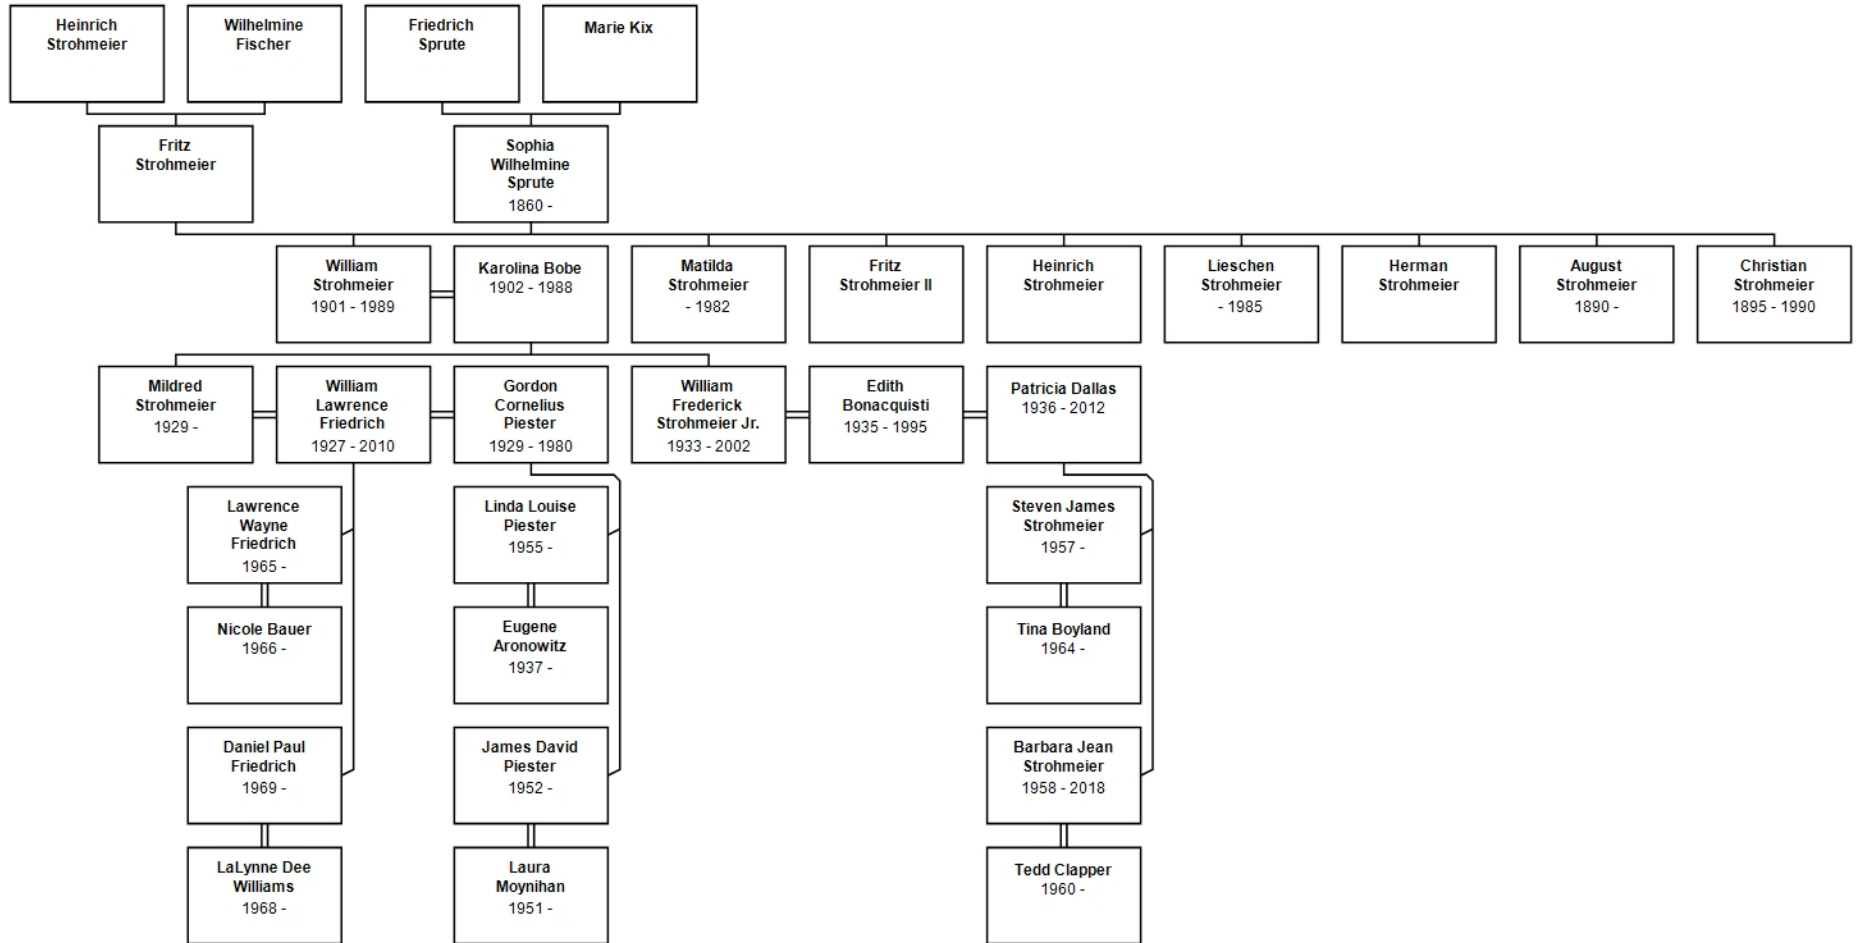 Heinrich
Strohmeier
Wilhelmine
Fischer
Friedrich
Sprute
Marie Kix
Fritz
Strohmeier
Sophia
Wilhelmine
Sprute
1860 -
William
Strohmeier
1901 - 1989
Karolina Bobe
1902 - 1988
Matilda
Strohmeier
- 1982
Fritz
Strohmeier II
Heinrich
Strohmeier
Lieschen
Strohmeier
- 1985
Herman
Strohmeier
August
Strohmeier
1890 -
Christian
Strohmeier
1895 - 1990
Mildred
Strohmeier
1929 -
William
Lawrence
Friedrich
1927 - 2010
Gordon
Cornelius
Piester
1929 - 1980
William
Frederick
Strohmeier Jr.
1933 - 2002
Edith
Bonacquisti
1935 - 1995
Patricia Dallas
1936 - 2012
Lawrence
Wayne
Friedrich
1965 -
Linda Louise
Piester
1955 -
Steven James
Strohmeier
1957 -
Nicole Bauer
1966 -
Eugene
Aronowitz
1937 -
Tina Boyland
1964 -
Daniel Paul
Friedrich
1969 -
James David
Piester
1952 -
Barbara Jean
Strohmeier
1958 - 2018
LaLynne Dee
Williams
1968 -
Laura
Moynihan
1951 -
Tedd Clapper
1960 -